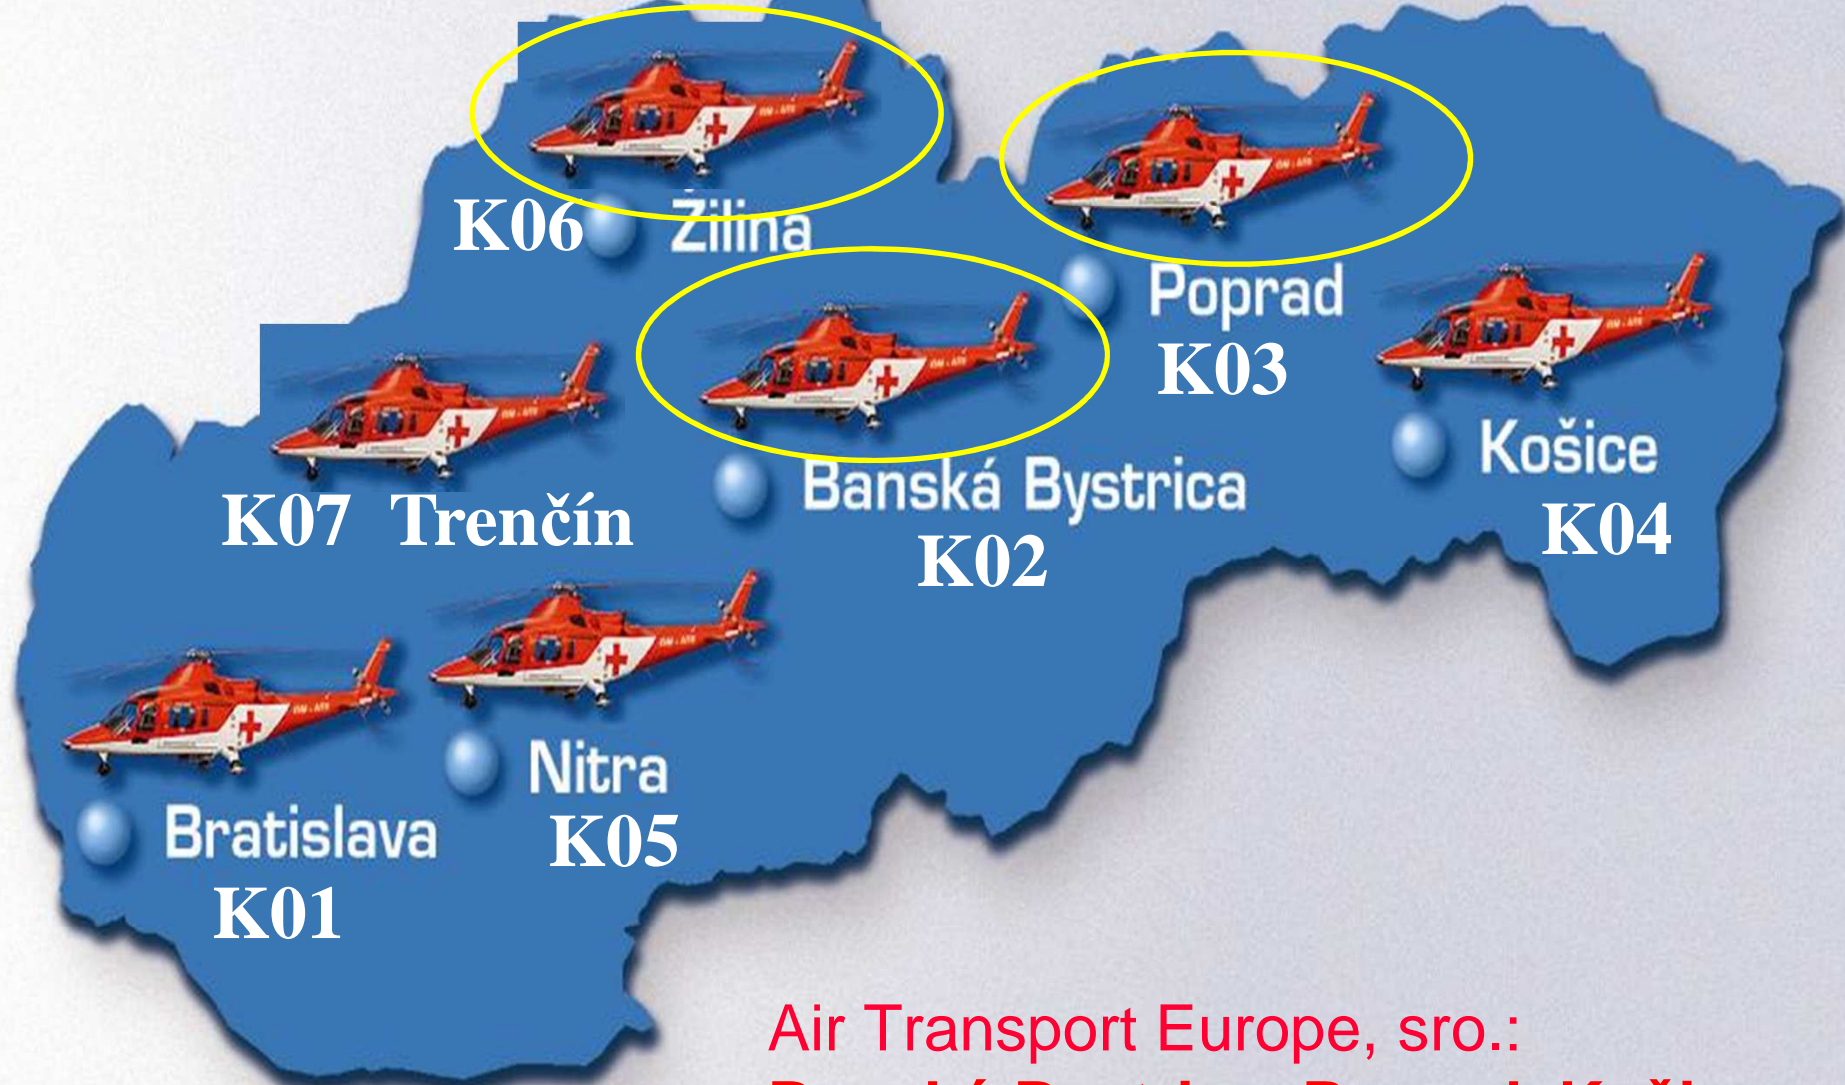 K06 Žilina
Poprad
K03
Košice
K04
K07 Trenčín
Banská Bystrica
K02
Nitra
K05
Bratislava
K01
Air Transport Europe, sro.: